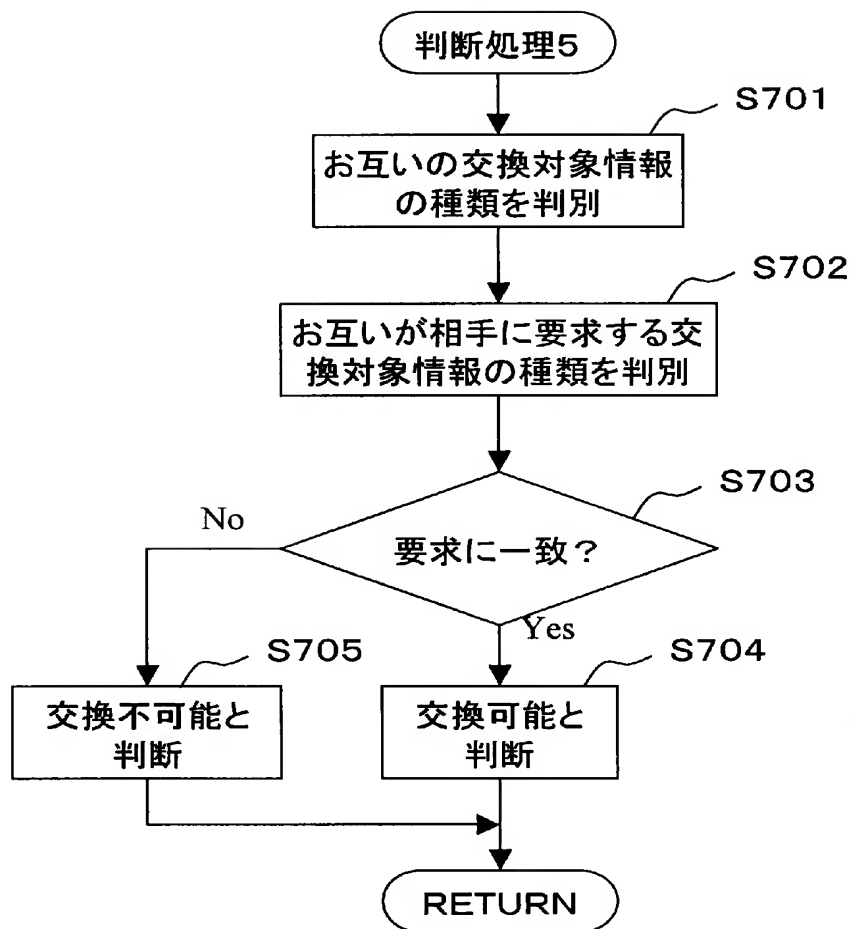 判断処理5
S701
お互いの交換対象情報
の種類を判別
S702
お互いが相手に要求する交
換対象情報の種類を判別
S703
要求に一致？
No
Yes
S705
交換不可能と
判断
S704
交換可能と
判断
RETURN